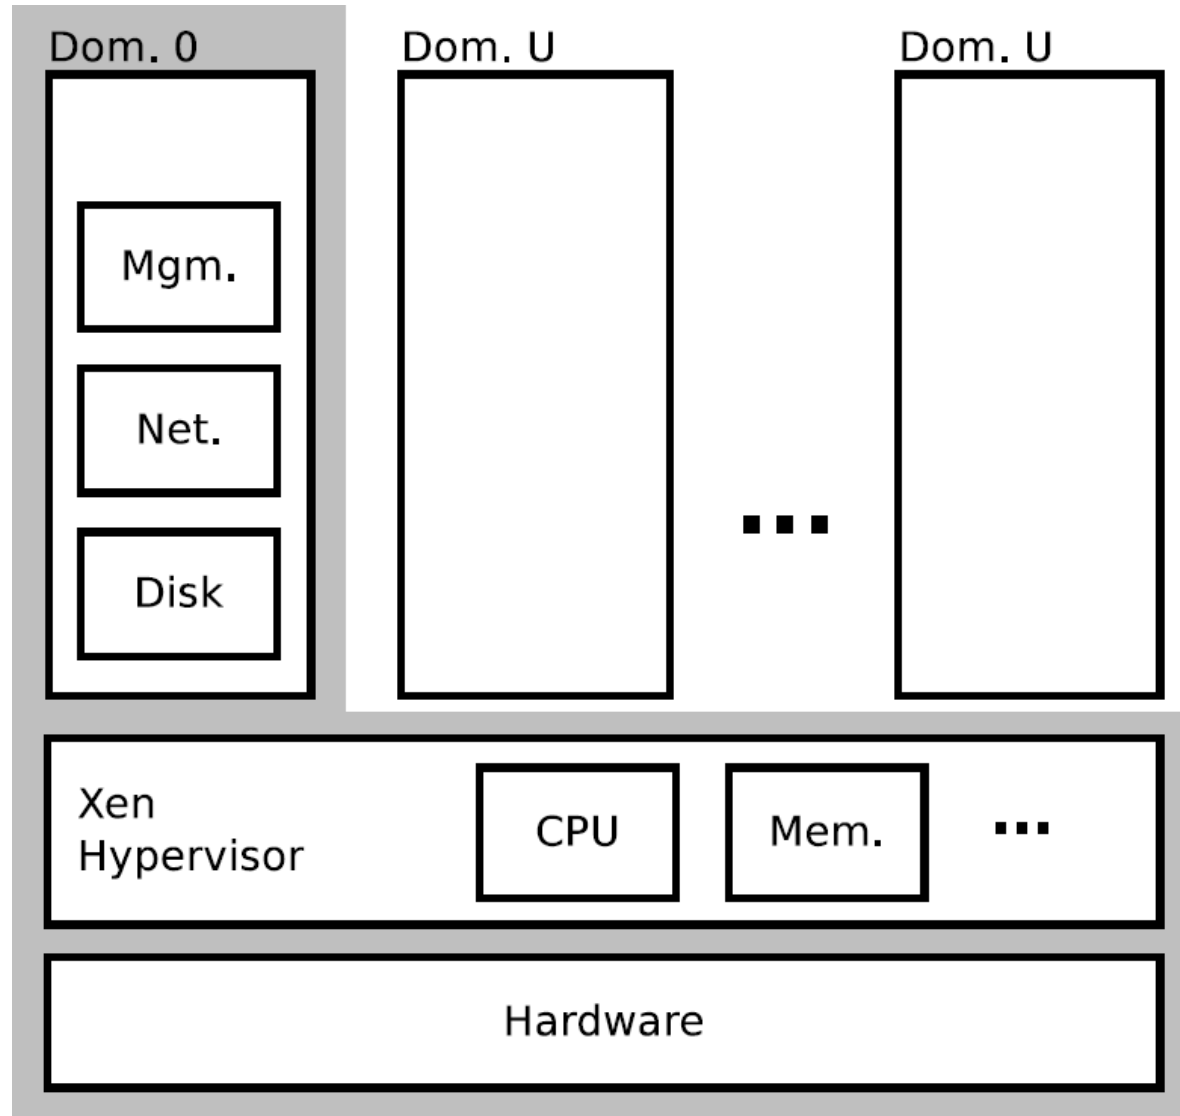 Dom. 0
Dom. U
Dom. U
Mgm.
Net.
Disk
...
Xen
Hypervisor
CPU
Mem.
...
Hardware